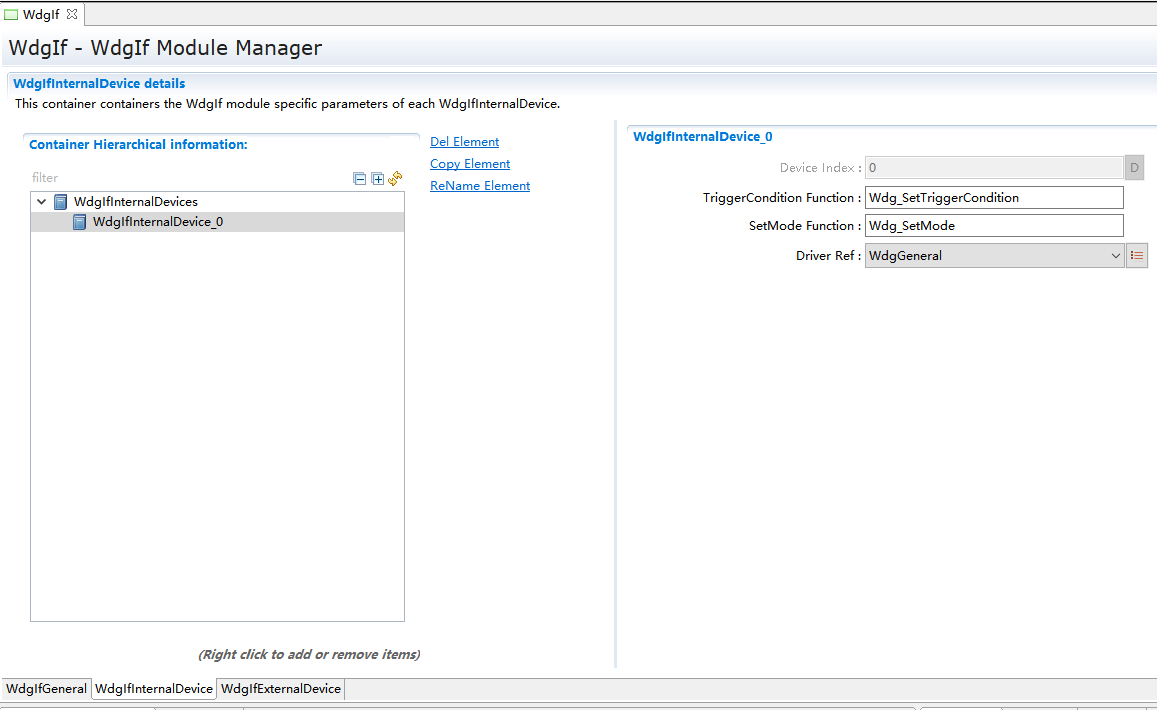 WdgIf
WdgIf - WdgIf Module Manager
WdgIfInternalDevice details
This container containers the WdgIf module specific parameters of each WdgIfInternalDevice.
Container Hierarchical information:
filter
WdgIfInternalDevices
WdgIfInternalDevice_0
(Right click to add or remove items)
Del Element
Copy Element
ReName Element
WdgIfInternalDevice_0
Device Index : 0 D
TriggerCondition Function : Wdg_SetTriggerCondition
SetMode Function : Wdg_SetMode
Driver Ref : WdgGeneral
WdgIfGeneral WdgIfInternalDevice WdgIfExternalDevice